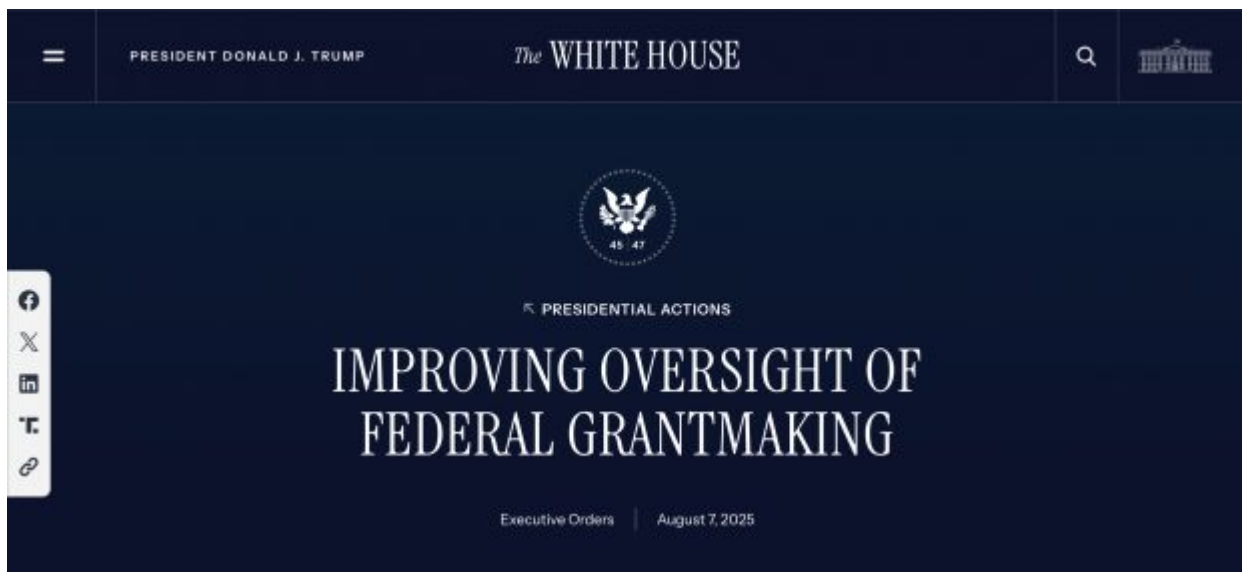 PRESIDENT DONALD J. TRUMP
The WHITE HOUSE
45 47
PRESIDENTIAL ACTIONS
IMPROVING OVERSIGHT OF
FEDERAL GRANTMAKING
Executive Orders
August 7, 2025